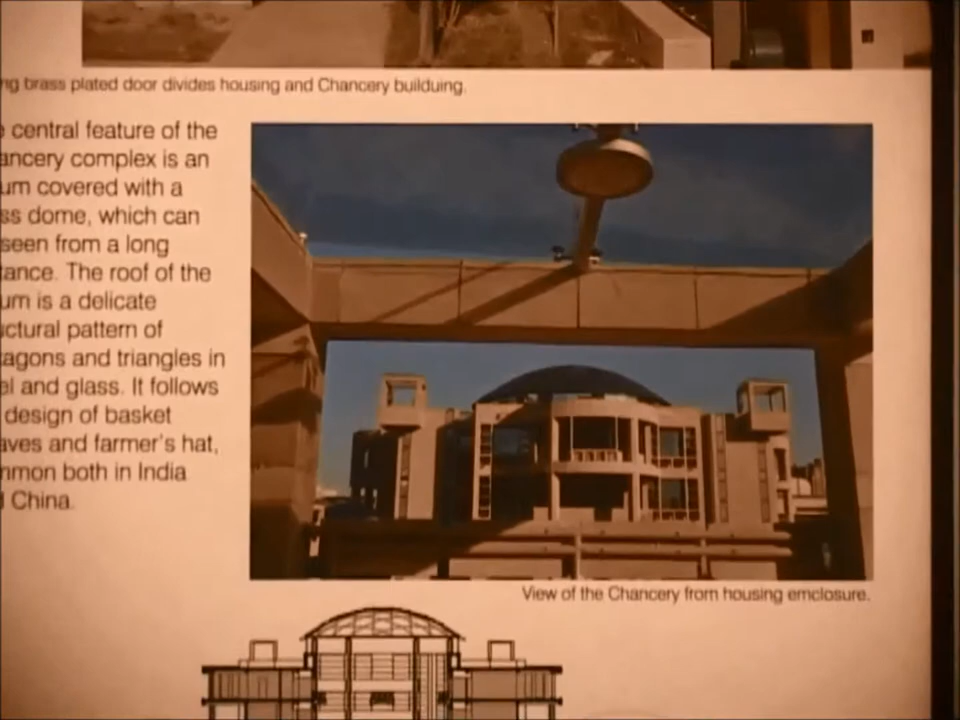 ng brass plated door divides housing and Chancery builduing.
central feature of the
ancery complex is an
um covered with a
ss dome, which can
seen from a long
tance. The roof of the
um is a delicate
uctural pattern of
agons and triangles in
el and glass. It follows
design of basket
aves and farmer's hat,
mmon both in India
China.
View of the Chancery from housing emclosure.